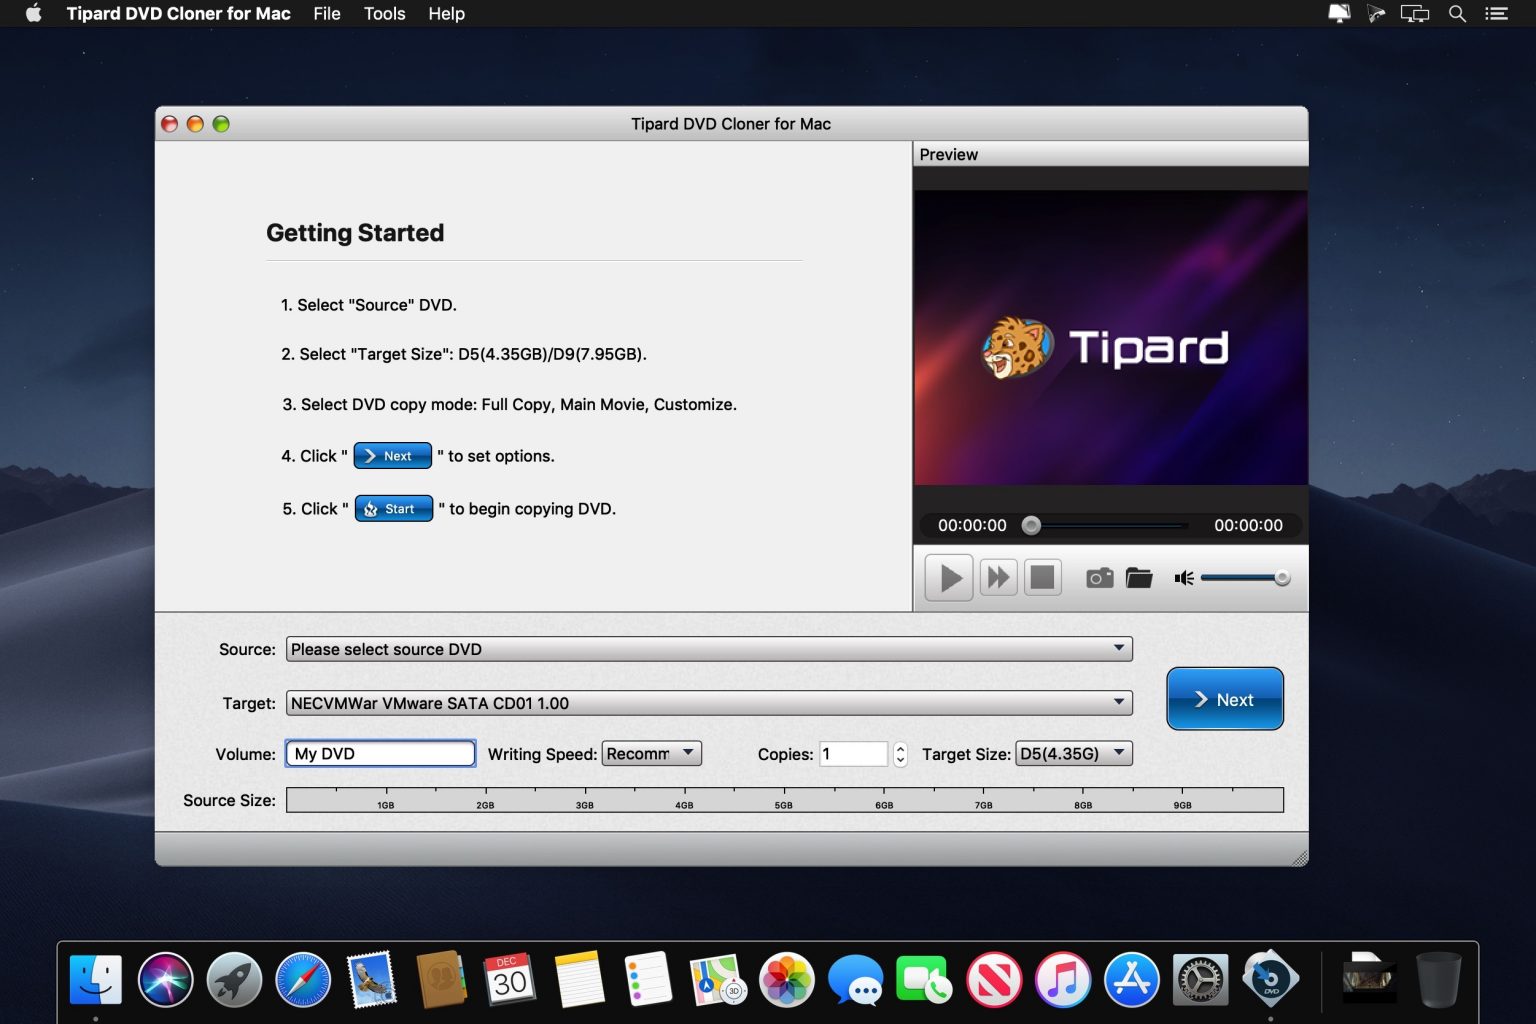 Tipard DVD Cloner for Mac File Tools Help
Tipard DVD Cloner for Mac
Preview
Getting Started
1. Select "Source" DVD.
2. Select "Target Size": D5(4.35GB)/D9(7.95GB).
3. Select DVD copy mode: Full Copy, Main Movie, Customize.
4. Click " Next " to set options.
5. Click " Start " to begin copying DVD.
Tipard
00:00:00 00:00:00
Source: Please select source DVD
Target: NECVMWar VMware SATA CD01 1.00
Next
Volume: My DVD Writing Speed: Recomm Copies: 1 Target Size: D5(4.35G)
Source Size: 1GB 2GB 3GB 4GB 5GB 6GB 7GB 8GB 9GB
DEC
30
3D
DVD